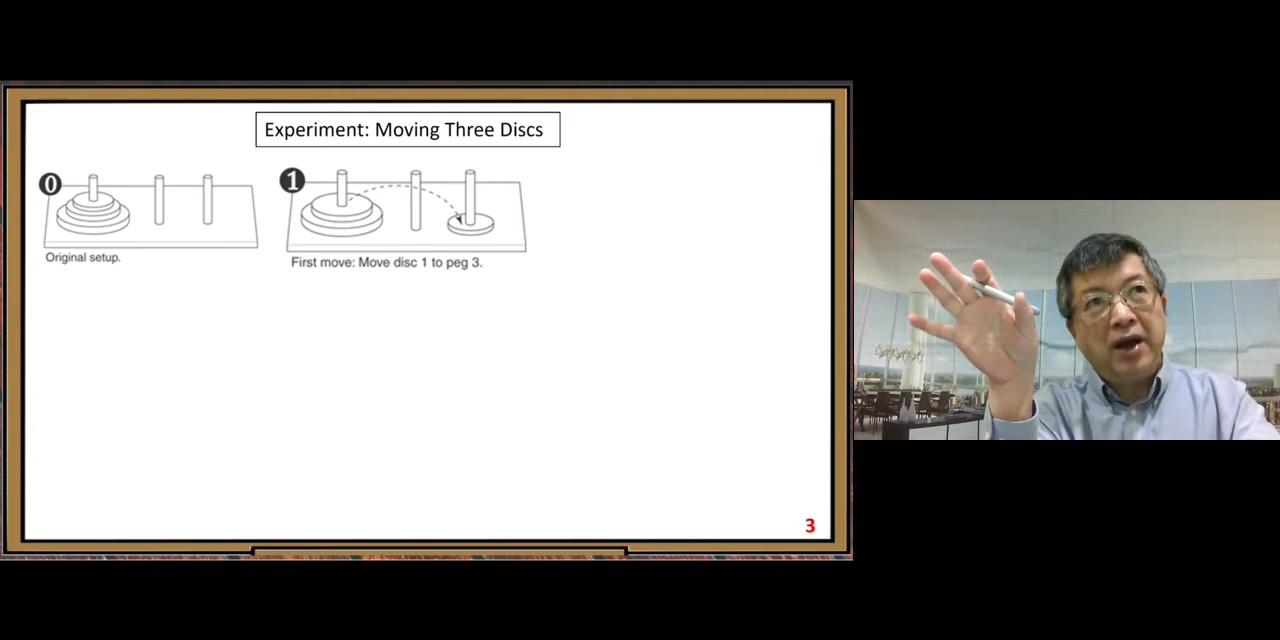 Experiment: Moving Three Discs
0
1
Original setup.
First move: Move disc 1 to peg 3.
3